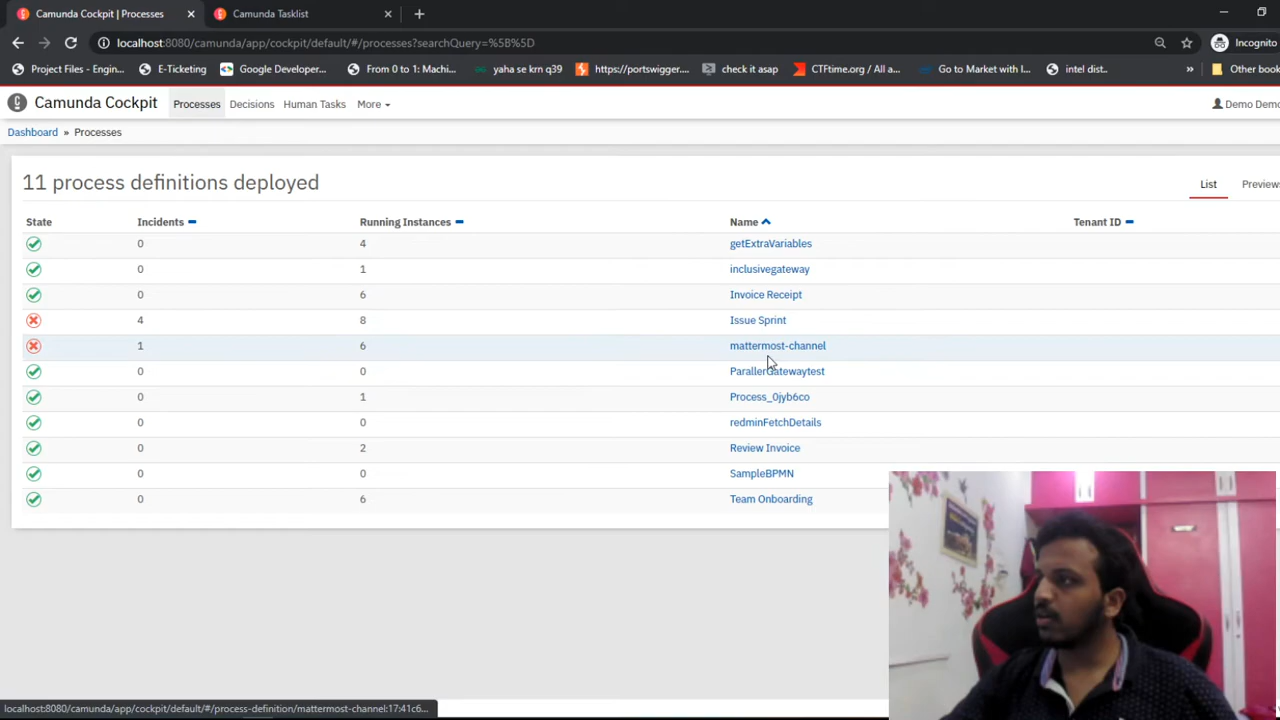 Camunda Cockpit | Processes
Camunda Tasklist
localhost:8080/camunda/app/cockpit/default/#/processes?searchQuery=%5B%5D
Incognito
Project Files - Engin...
E-Ticketing
Google Developer...
From 0 to 1: Machi...
yaha se krn q39
https://portswigger....
check it asap
CTFtime.org / All a...
Go to Market with I...
intel dist..
»
Other book
Camunda Cockpit
Processes
Decisions
Human Tasks
More
Demo Demo
Dashboard » Processes
11 process definitions deployed
List
Preview
State Incidents Running Instances Name Tenant ID
0 4 getExtraVariables
0 1 inclusivegateway
0 6 Invoice Receipt
4 8 Issue Sprint
1 6 mattermost-channel
0 0 ParallerGatewaytest
0 1 Process_0jyb6co
0 0 redminFetchDetails
0 2 Review Invoice
0 0 SampleBPMN
0 6 Team Onboarding
localhost:8080/camunda/app/cockpit/default/#/process-definition/mattermost-channel:17:41c6...